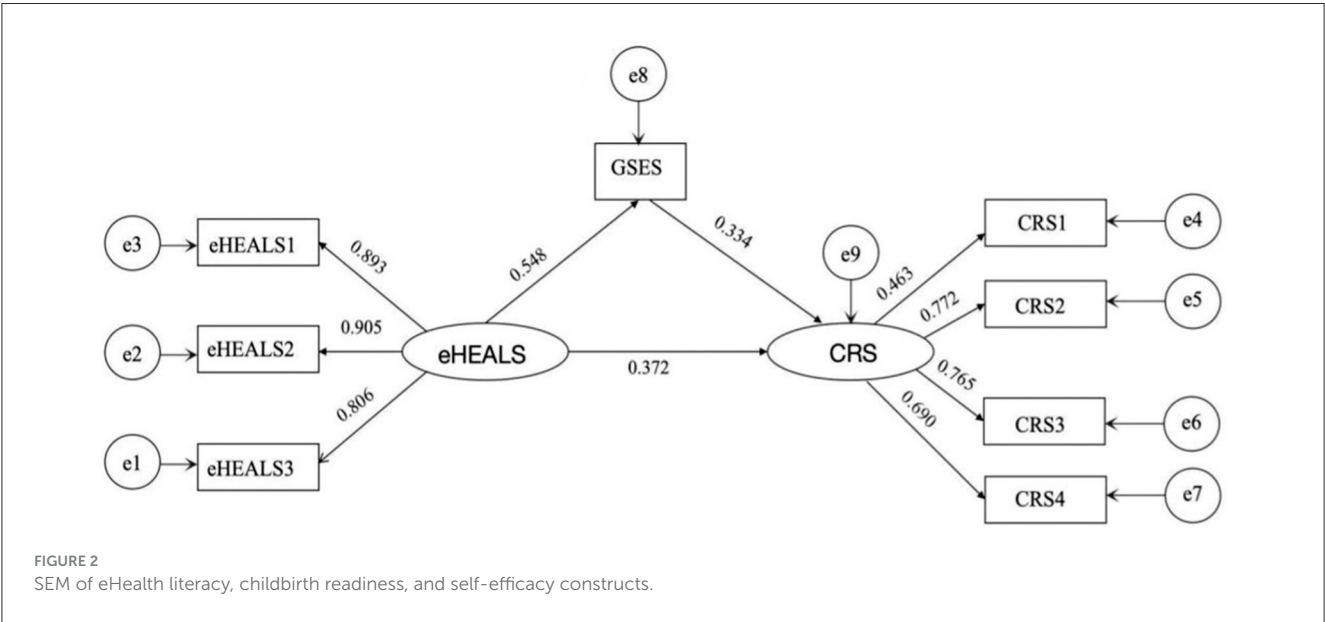 e8
GSES
0.334
e3
eHEALS1
0.893
0.548
e9
0.463
CRS1
e4
0.772
CRS2
e5
e2
eHEALS2
0.905
eHEALS
0.372
CRS
0.765
CRS3
e6
0.806
0.690
e1
eHEALS3
CRS4
e7
FIGURE 2
SEM of eHealth literacy, childbirth readiness, and self-efficacy constructs.